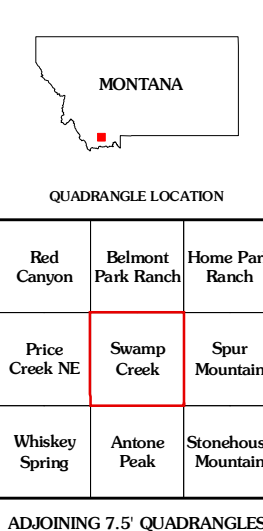 MONTANA
QUADRANGLE LOCATION
Red Belmont Home Par
Canyon Park Ranch Ranch
Price Swamp Spur
Creek NE Creek Mountain
Whiskey Antone Stonehous
Spring Peak Mountain
ADJOINING 7.5' QUADRANGLES